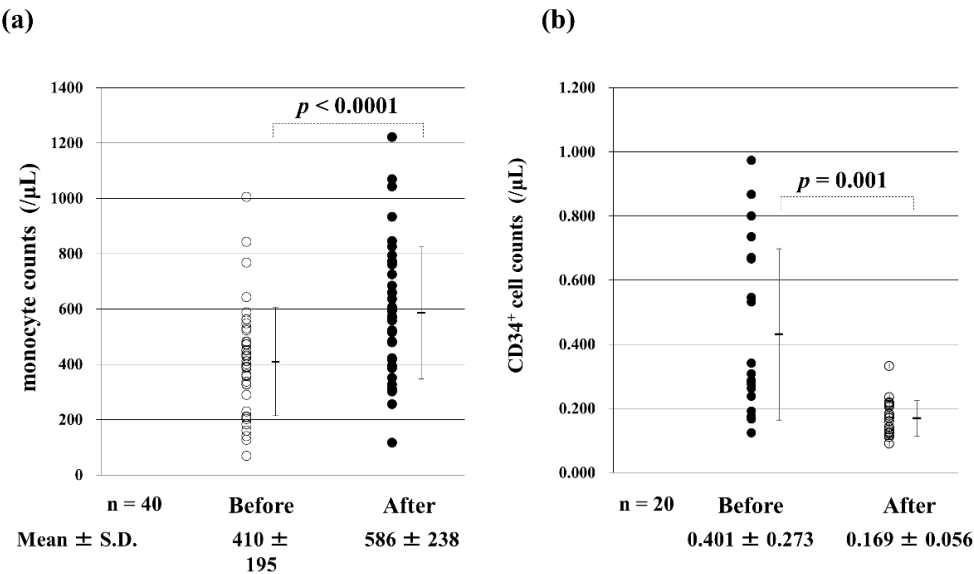 (a)
(b)
1400
1200
1000
800
600
400
200
0
monocyte counts (/μL)
p < 0.0001
n = 40
Before
After
Mean ± S.D.
410 ±
195
586 ± 238
1.200
1.000
0.800
0.600
0.400
0.200
0.000
CD34+ cell counts (/μL)
p = 0.001
n = 20
Before
After
0.401 ± 0.273
0.169 ± 0.056